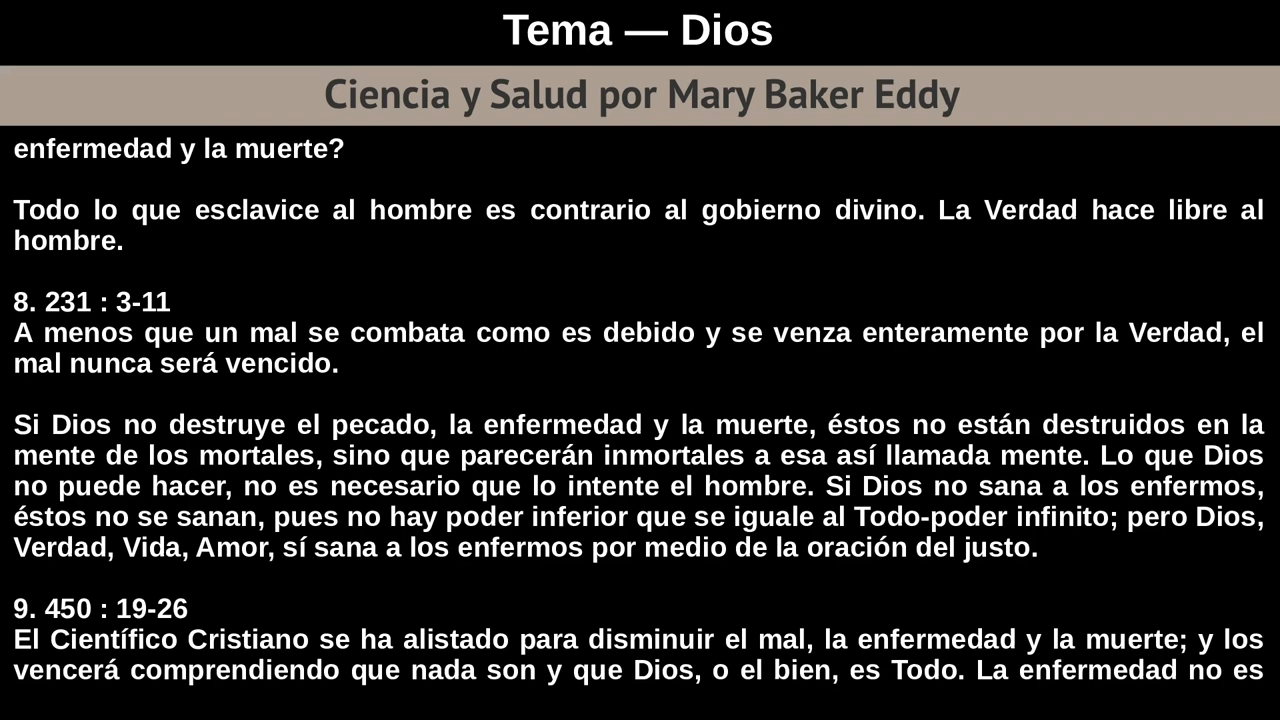 Tema — Dios
Ciencia y Salud por Mary Baker Eddy
enfermedad y la muerte?
Todo lo que esclavice al hombre es contrario al gobierno divino. La Verdad hace libre al
hombre.
8. 231 : 3-11
A menos que un mal se combata como es debido y se venza enteramente por la Verdad, el
mal nunca será vencido.
Si Dios no destruye el pecado, la enfermedad y la muerte, éstos no están destruidos en la
mente de los mortales, sino que parecerán inmortales a esa así llamada mente. Lo que Dios
no puede hacer, no es necesario que lo intente el hombre. Si Dios no sana a los enfermos,
éstos no se sanan, pues no hay poder inferior que se iguale al Todo-poder infinito; pero Dios,
Verdad, Vida, Amor, sí sana a los enfermos por medio de la oración del justo.
9. 450 : 19-26
El Científico Cristiano se ha alistado para disminuir el mal, la enfermedad y la muerte; y los
vencerá comprendiendo que nada son y que Dios, o el bien, es Todo. La enfermedad no es